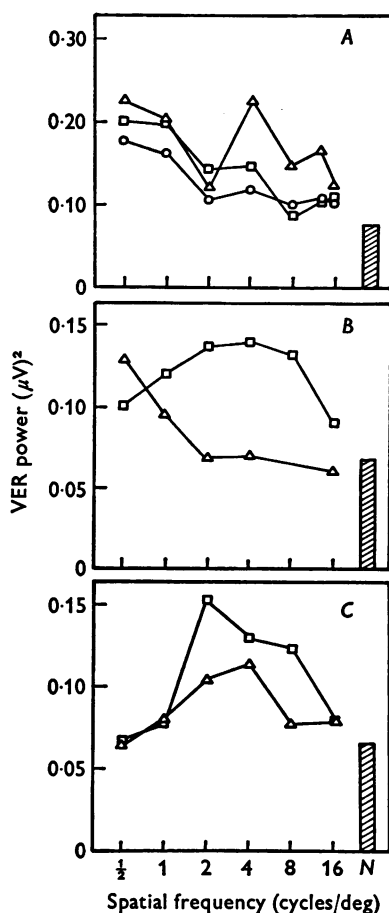 A
0·30
0·20
0·10
0
B
0·15
0·10
0·05
0
VER power (μV)²
C
0·15
0·10
0·05
0
½ 1 2 4 8 16 N
Spatial frequency (cycles/deg)